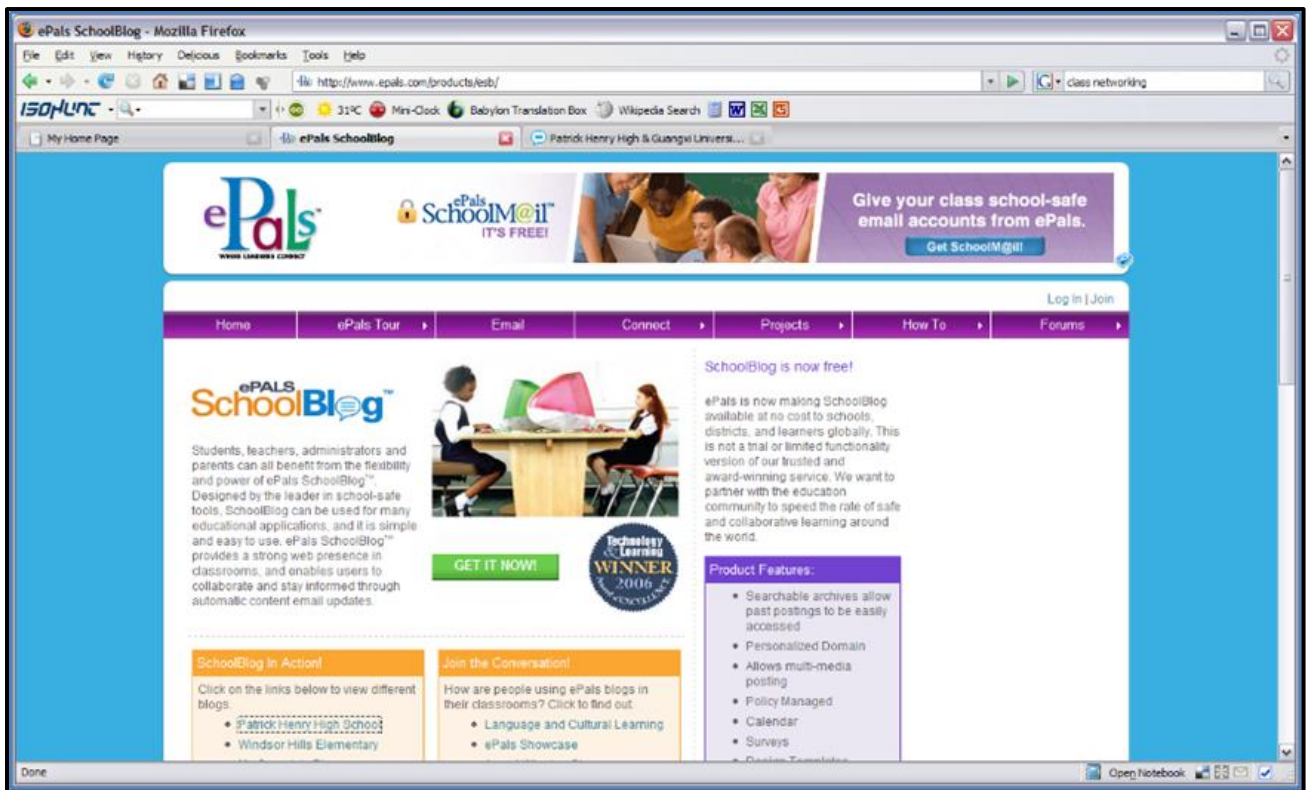 ePals SchoolBlog - Mozilla Firefox
File Edit View History Delicious Bookmarks Tools Help
http://www.epals.com/products/esb/
class networking
ISOHUNT
31°C Mini-Clock Babylon Translation Box Wikipedia Search
My Home Page
ePals SchoolBlog
Patrick Henry High & Guangxi Universi...
ePals
WHERE LEARNERS CONNECT
ePals
SchoolM@il™
IT'S FREE!
Give your class school-safe
email accounts from ePals.
Get SchoolM@il!
Log In | Join
Home ePals Tour Email Connect Projects How To Forums
ePALS
SchoolBlog™
Students, teachers, administrators and
parents can all benefit from the flexibility
and power of ePals SchoolBlog™.
Designed by the leader in school-safe
tools, SchoolBlog can be used for many
educational applications, and it is simple
and easy to use. ePals SchoolBlog™
provides a strong web presence in
classrooms, and enables users to
collaborate and stay informed through
automatic content email updates.
GET IT NOW!
Technology
& Learning
WINNER
2006
SchoolBlog is now free!
ePals is now making SchoolBlog
available at no cost to schools,
districts, and learners globally. This
is not a trial or limited functionality
version of our trusted and
award-winning service. We want to
partner with the education
community to speed the rate of safe
and collaborative learning around
the world.
Product Features:
• Searchable archives allow
past postings to be easily
accessed
• Personalized Domain
• Allows multi-media
posting
• Policy Managed
• Calendar
• Surveys
SchoolBlog In Action!
Click on the links below to view different
blogs.
• Patrick Henry High School
• Windsor Hills Elementary
Join the Conversation!
How are people using ePals blogs in
their classrooms? Click to find out
• Language and Cultural Learning
• ePals Showcase
Done
Open Notebook